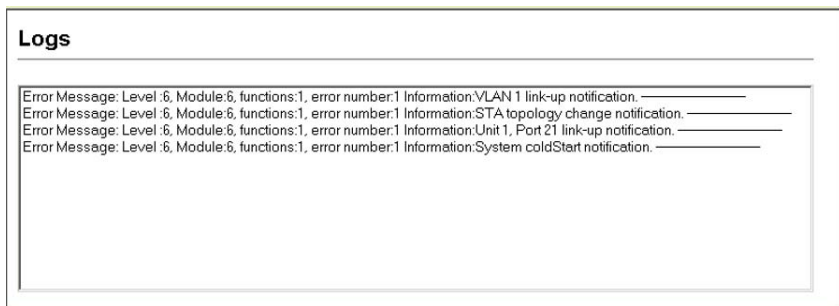 Logs
Error Message: Level :6, Module:6, functions:1, error number:1 Information:VLAN 1 link-up notification.
Error Message: Level :6, Module:6, functions:1, error number:1 Information:STA topology change notification.
Error Message: Level :6, Module:6, functions:1, error number:1 Information:Unit 1, Port 21 link-up notification.
Error Message: Level :6, Module:6, functions:1, error number:1 Information:System coldStart notification.